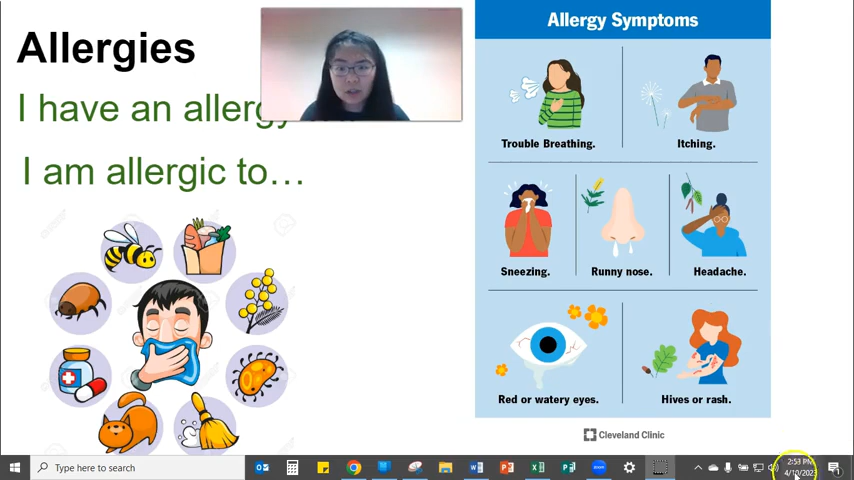 Allergies
I have an allergy
I am allergic to…
Allergy Symptoms
Trouble Breathing.
Itching.
Sneezing.
Runny nose.
Headache.
Red or watery eyes.
Hives or rash.
Cleveland Clinic
Type here to search
2:53 PM